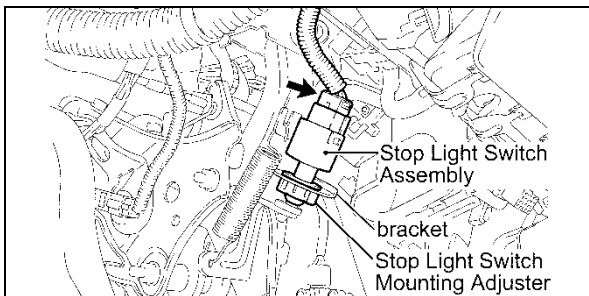 Stop Light Switch
Assembly
bracket
Stop Light Switch
Mounting Adjuster